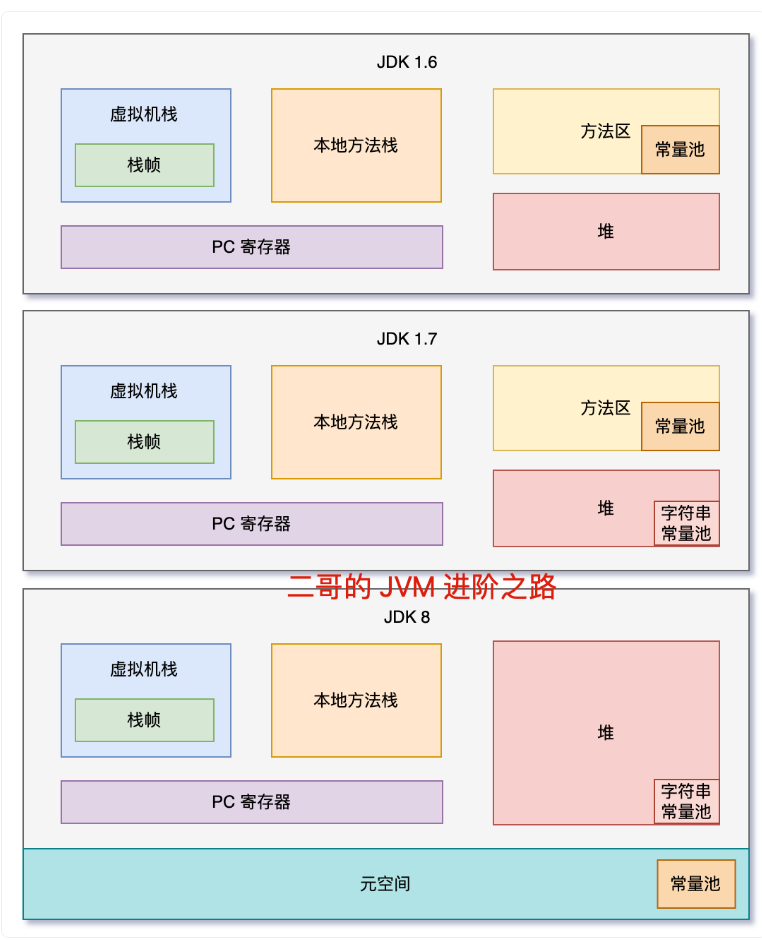 JDK 1.6
虚拟机栈
栈帧
本地方法栈
方法区
常量池
堆
PC 寄存器
JDK 1.7
虚拟机栈
栈帧
本地方法栈
方法区
常量池
堆
字符串
常量池
PC 寄存器
二哥的 JVM 进阶之路
JDK 8
虚拟机栈
栈帧
本地方法栈
堆
字符串
常量池
PC 寄存器
元空间
常量池